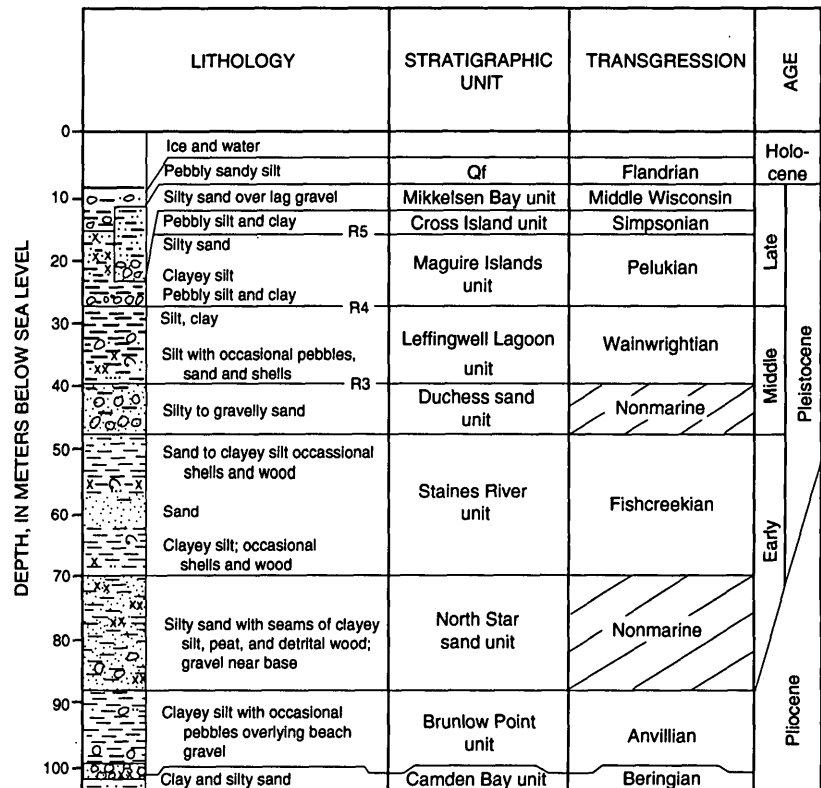 LITHOLOGY
STRATIGRAPHIC
UNIT
TRANSGRESSION
AGE
DEPTH, IN METERS BELOW SEA LEVEL
0
10
20
30
40
50
60
70
80
90
100
Ice and water
Pebbly sandy silt
Qf
Flandrian
Holo-
cene
Silty sand over lag gravel
Mikkelsen Bay unit
Middle Wisconsin
Pebbly silt and clay
R5
Cross Island unit
Simpsonian
Silty sand
Clayey silt
Pebbly silt and clay
Maguire Islands
unit
Pelukian
Late
R4
Silt, clay
Silt with occasional pebbles,
sand and shells
Leffingwell Lagoon
unit
Wainwrightian
Middle
Pleistocene
R3
Silty to gravelly sand
Duchess sand
unit
Nonmarine
Sand to clayey silt occassional
shells and wood
Sand
Clayey silt; occasional
shells and wood
Staines River
unit
Fishcreekian
Early
Silty sand with seams of clayey
silt, peat, and detrital wood;
gravel near base
North Star
sand unit
Nonmarine
Clayey silt with occasional
pebbles overlying beach
gravel
Brunlow Point
unit
Anvillian
Pliocene
Clay and silty sand
Camden Bay unit
Beringian